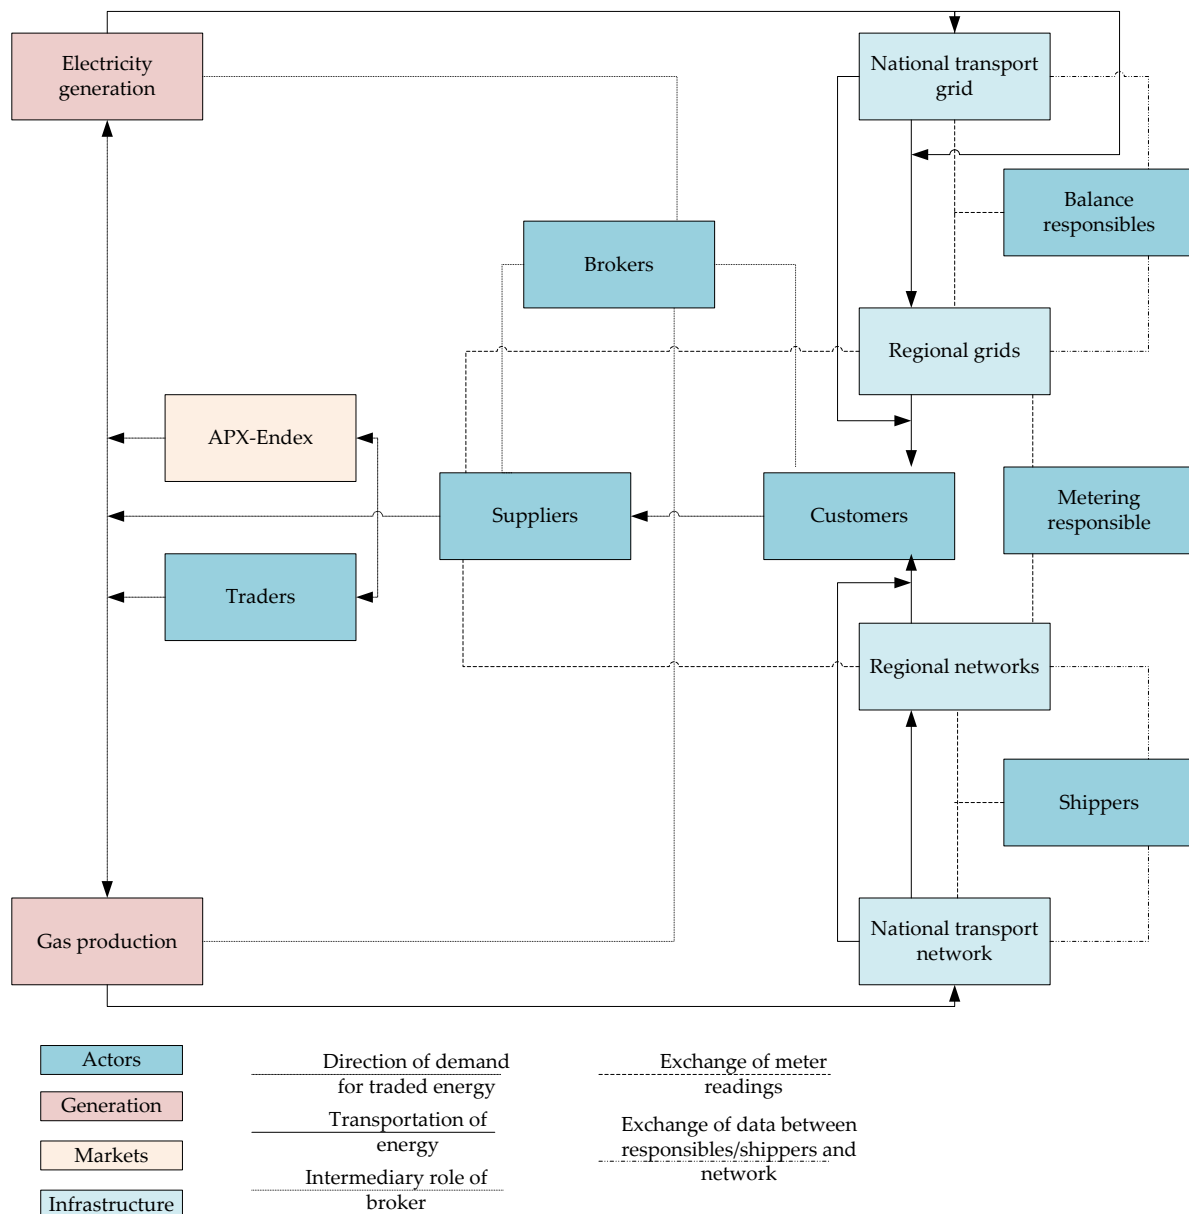 Electricity
generation
National transport
grid
Balance
responsibles
Brokers
Regional grids
APX-Endex
Suppliers
Customers
Metering
responsible
Traders
Regional networks
Shippers
Gas production
National transport
network
Actors
Generation
Markets
Infrastructure
Direction of demand
for traded energy
Transportation of
energy
Intermediary role of
broker
Exchange of meter
readings
Exchange of data between
responsibles/shippers and
network